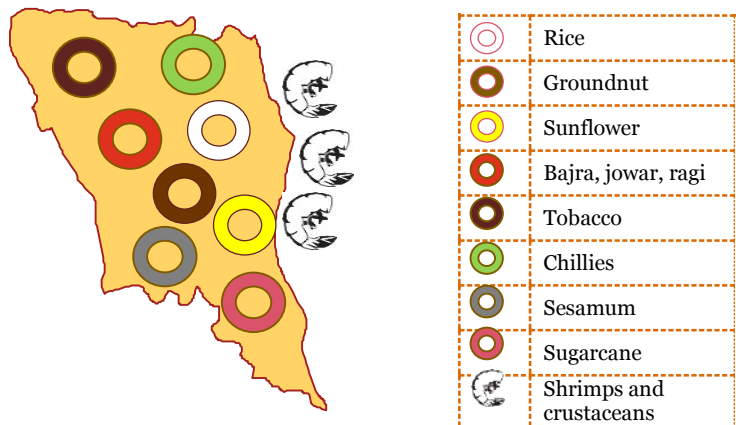 Rice
Groundnut
Sunflower
Bajra, jowar, ragi
Tobacco
Chillies
Sesamum
Sugarcane
Shrimps and
crustaceans